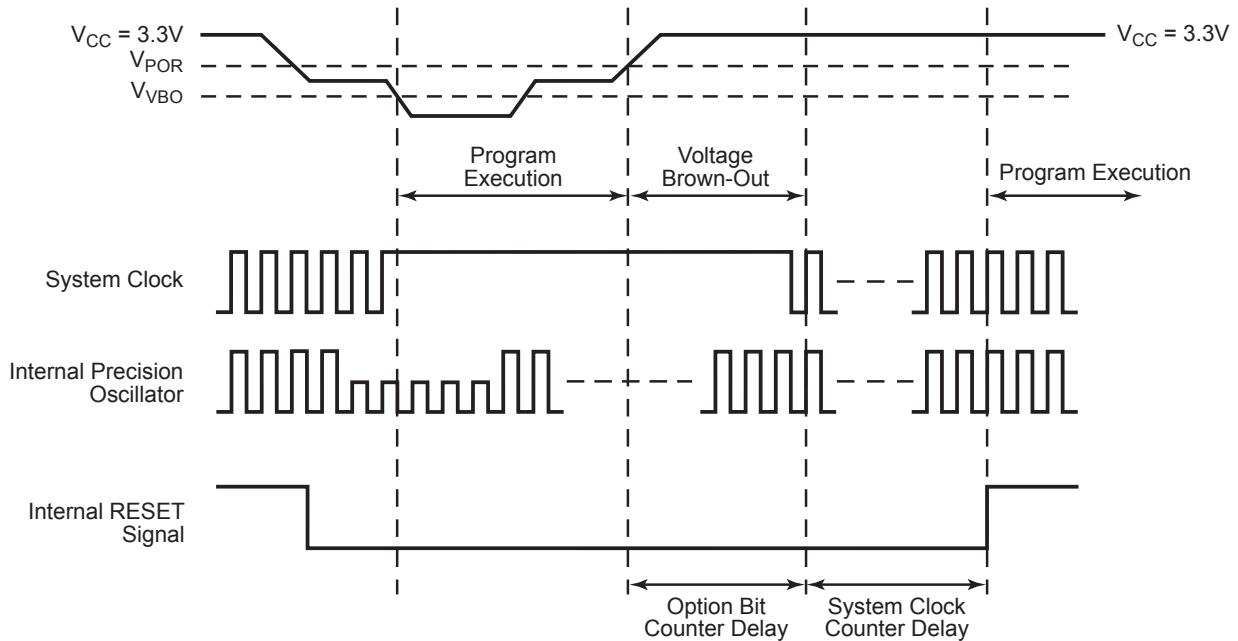 V_CC = 3.3V
V_CC = 3.3V
V_POR
V_VBO
Program
Execution
Voltage
Brown-Out
Program Execution
System Clock
Internal Precision
Oscillator
Internal RESET
Signal
Option Bit
Counter Delay
System Clock
Counter Delay